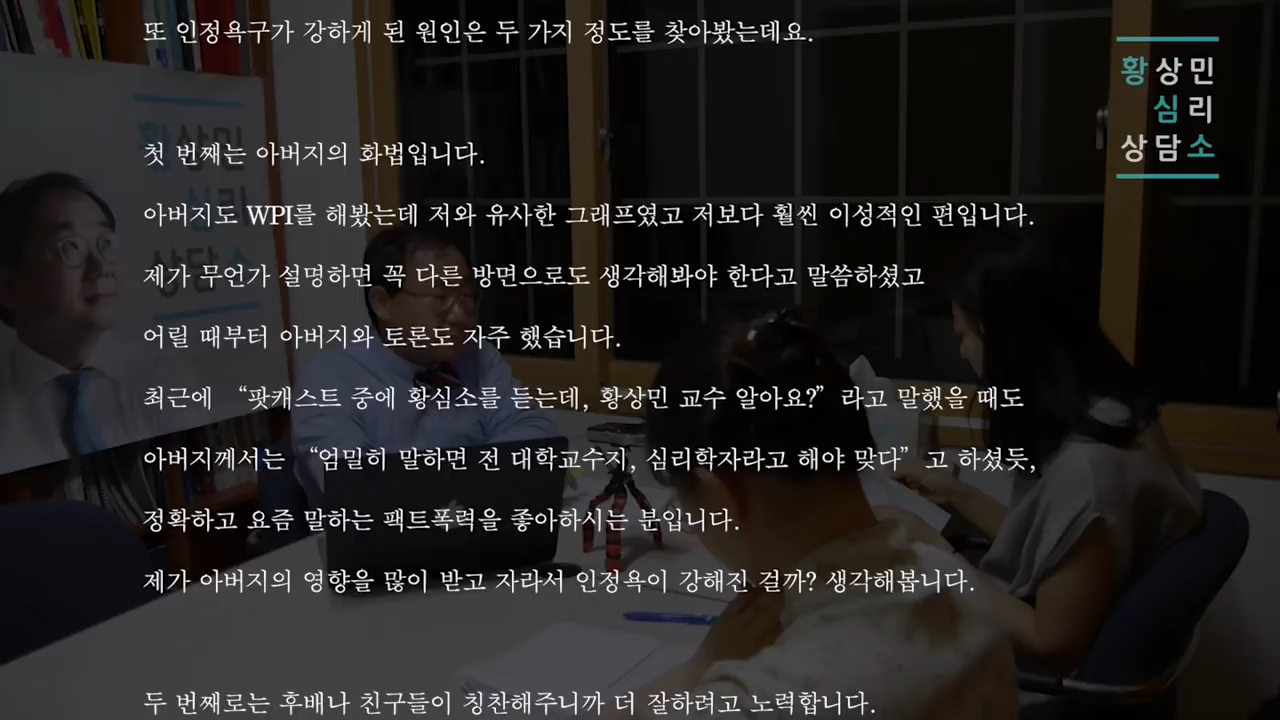 또 인정욕구가 강하게 된 원인은 두 가지 정도를 찾아봤는데요.
황상민
심리
상담소
첫 번째는 아버지의 화법입니다.
아버지도 WPI를 해봤는데 저와 유사한 그래프였고 저보다 훨씬 이성적인 편입니다.
제가 무언가 설명하면 꼭 다른 방면으로도 생각해봐야 한다고 말씀하셨고
어릴 때부터 아버지와 토론도 자주 했습니다.
최근에 “팟캐스트 중에 황심소를 듣는데, 황상민 교수 알아요?” 라고 말했을 때도
아버지께서는 “엄밀히 말하면 전 대학교수지, 심리학자라고 해야 맞다” 고 하셨듯,
정확하고 요즘 말하는 팩트폭력을 좋아하시는 분입니다.
제가 아버지의 영향을 많이 받고 자라서 인정욕이 강해진 걸까? 생각해봅니다.
두 번째로는 후배나 친구들이 칭찬해주니까 더 잘하려고 노력합니다.
황상민
심리
상담소